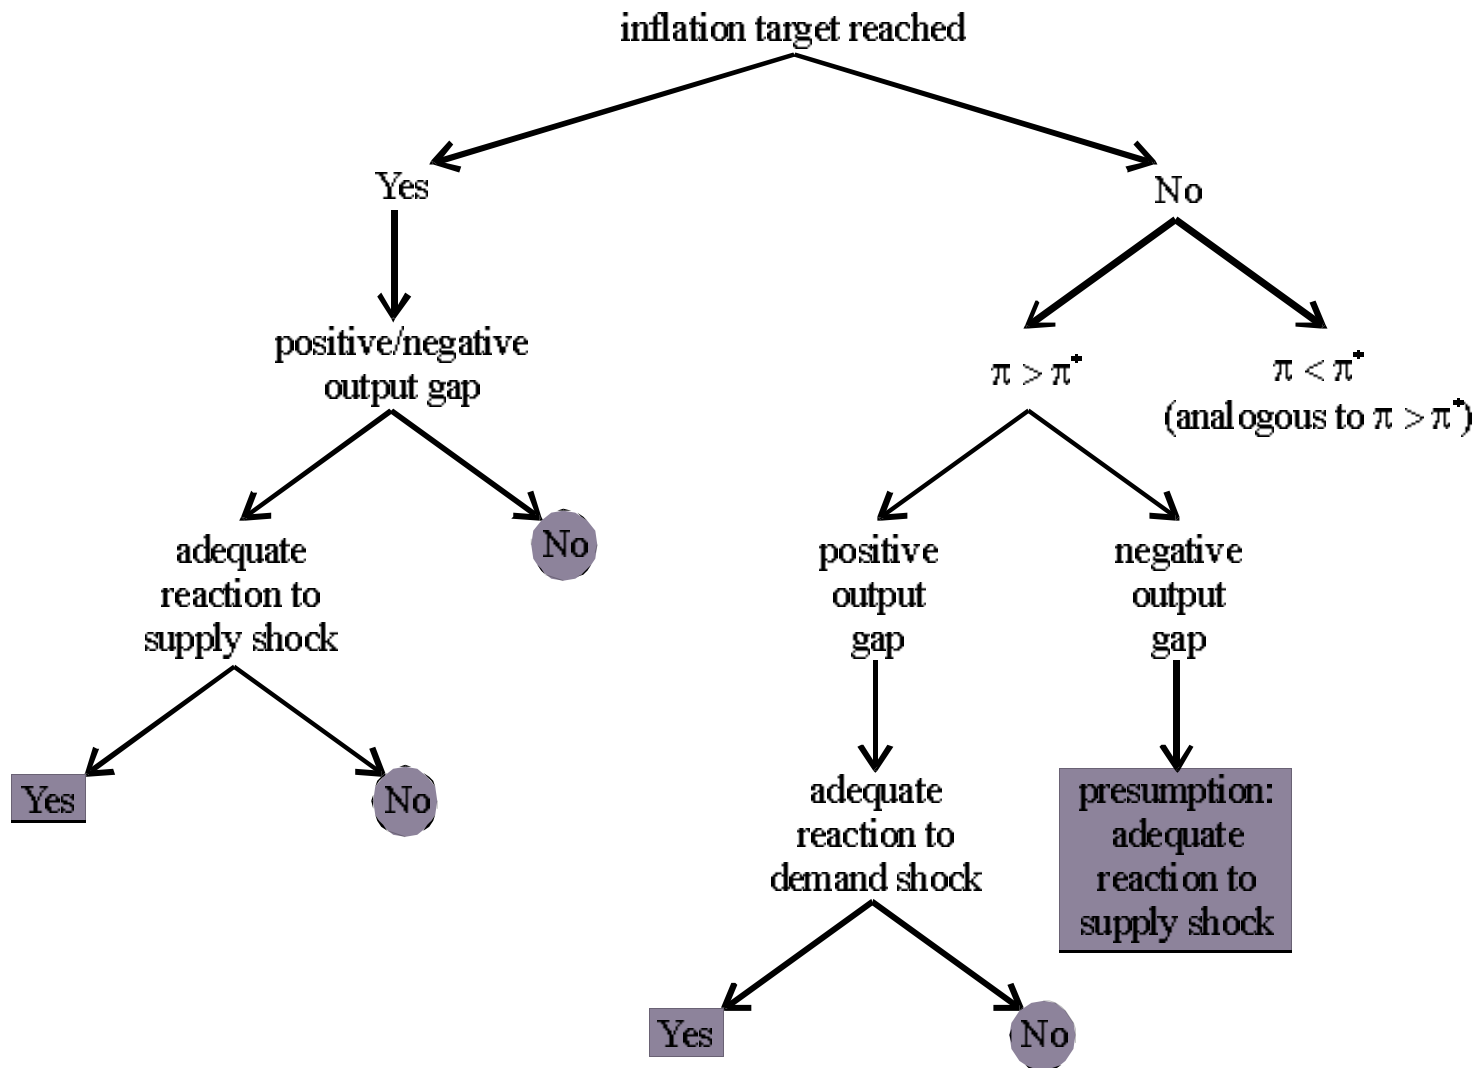 inflation target reached
Yes
No
positive/negative
output gap
π > π*
π < π*
(analogous to π > π*)
adequate
reaction to
supply shock
No
positive
output
gap
negative
output
gap
Yes
No
adequate
reaction to
demand shock
presumption:
adequate
reaction to
supply shock
Yes
No